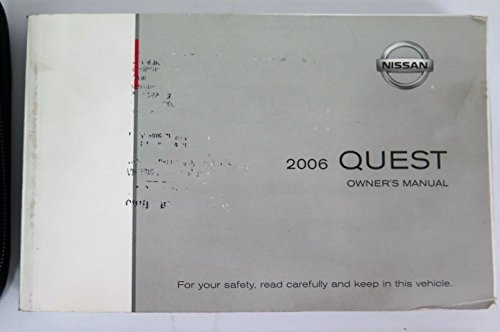 NISSAN
2006 QUEST
OWNER'S MANUAL
For your safety, read carefully and keep in this vehicle.